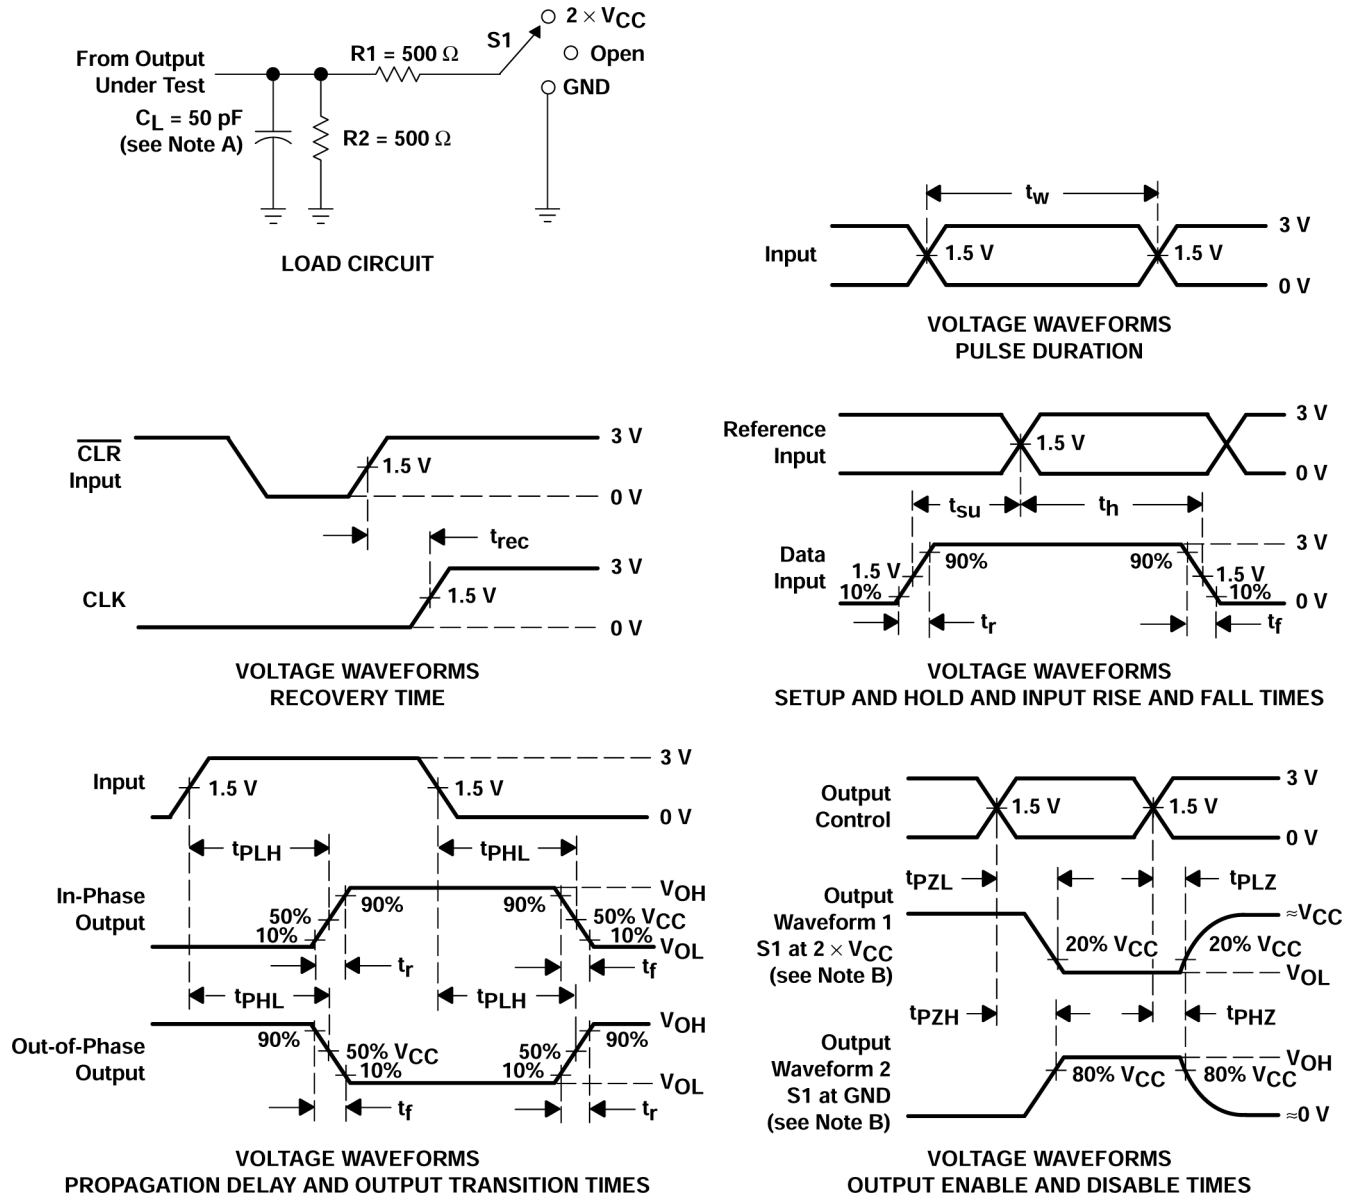 2 × VCC
S1
Open
GND
From Output
Under Test
R1 = 500 Ω
CL = 50 pF
(see Note A)
R2 = 500 Ω
LOAD CIRCUIT
tw
Input
1.5 V
1.5 V
3 V
0 V
VOLTAGE WAVEFORMS
PULSE DURATION
CLR
Input
1.5 V
3 V
0 V
trec
CLK
1.5 V
3 V
0 V
VOLTAGE WAVEFORMS
RECOVERY TIME
Reference
Input
1.5 V
3 V
0 V
tsu
th
Data
Input
1.5 V
10%
90%
90%
1.5 V
10%
3 V
0 V
tr
tf
VOLTAGE WAVEFORMS
SETUP AND HOLD AND INPUT RISE AND FALL TIMES
Input
1.5 V
1.5 V
3 V
0 V
tPLH
tPHL
In-Phase
Output
50%
10%
90%
90%
50% VCC
10%
VOH
VOL
tr
tf
tPHL
tPLH
Out-of-Phase
Output
90%
50% VCC
10%
50%
10%
90%
VOH
VOL
tf
tr
VOLTAGE WAVEFORMS
PROPAGATION DELAY AND OUTPUT TRANSITION TIMES
Output
Control
1.5 V
1.5 V
3 V
0 V
tPZL
tPLZ
Output
Waveform 1
S1 at 2 × VCC
(see Note B)
20% VCC
20% VCC
≈VCC
VOL
tPZH
tPHZ
Output
Waveform 2
S1 at GND
(see Note B)
80% VCC
80% VCC
VOH
≈0 V
VOLTAGE WAVEFORMS
OUTPUT ENABLE AND DISABLE TIMES